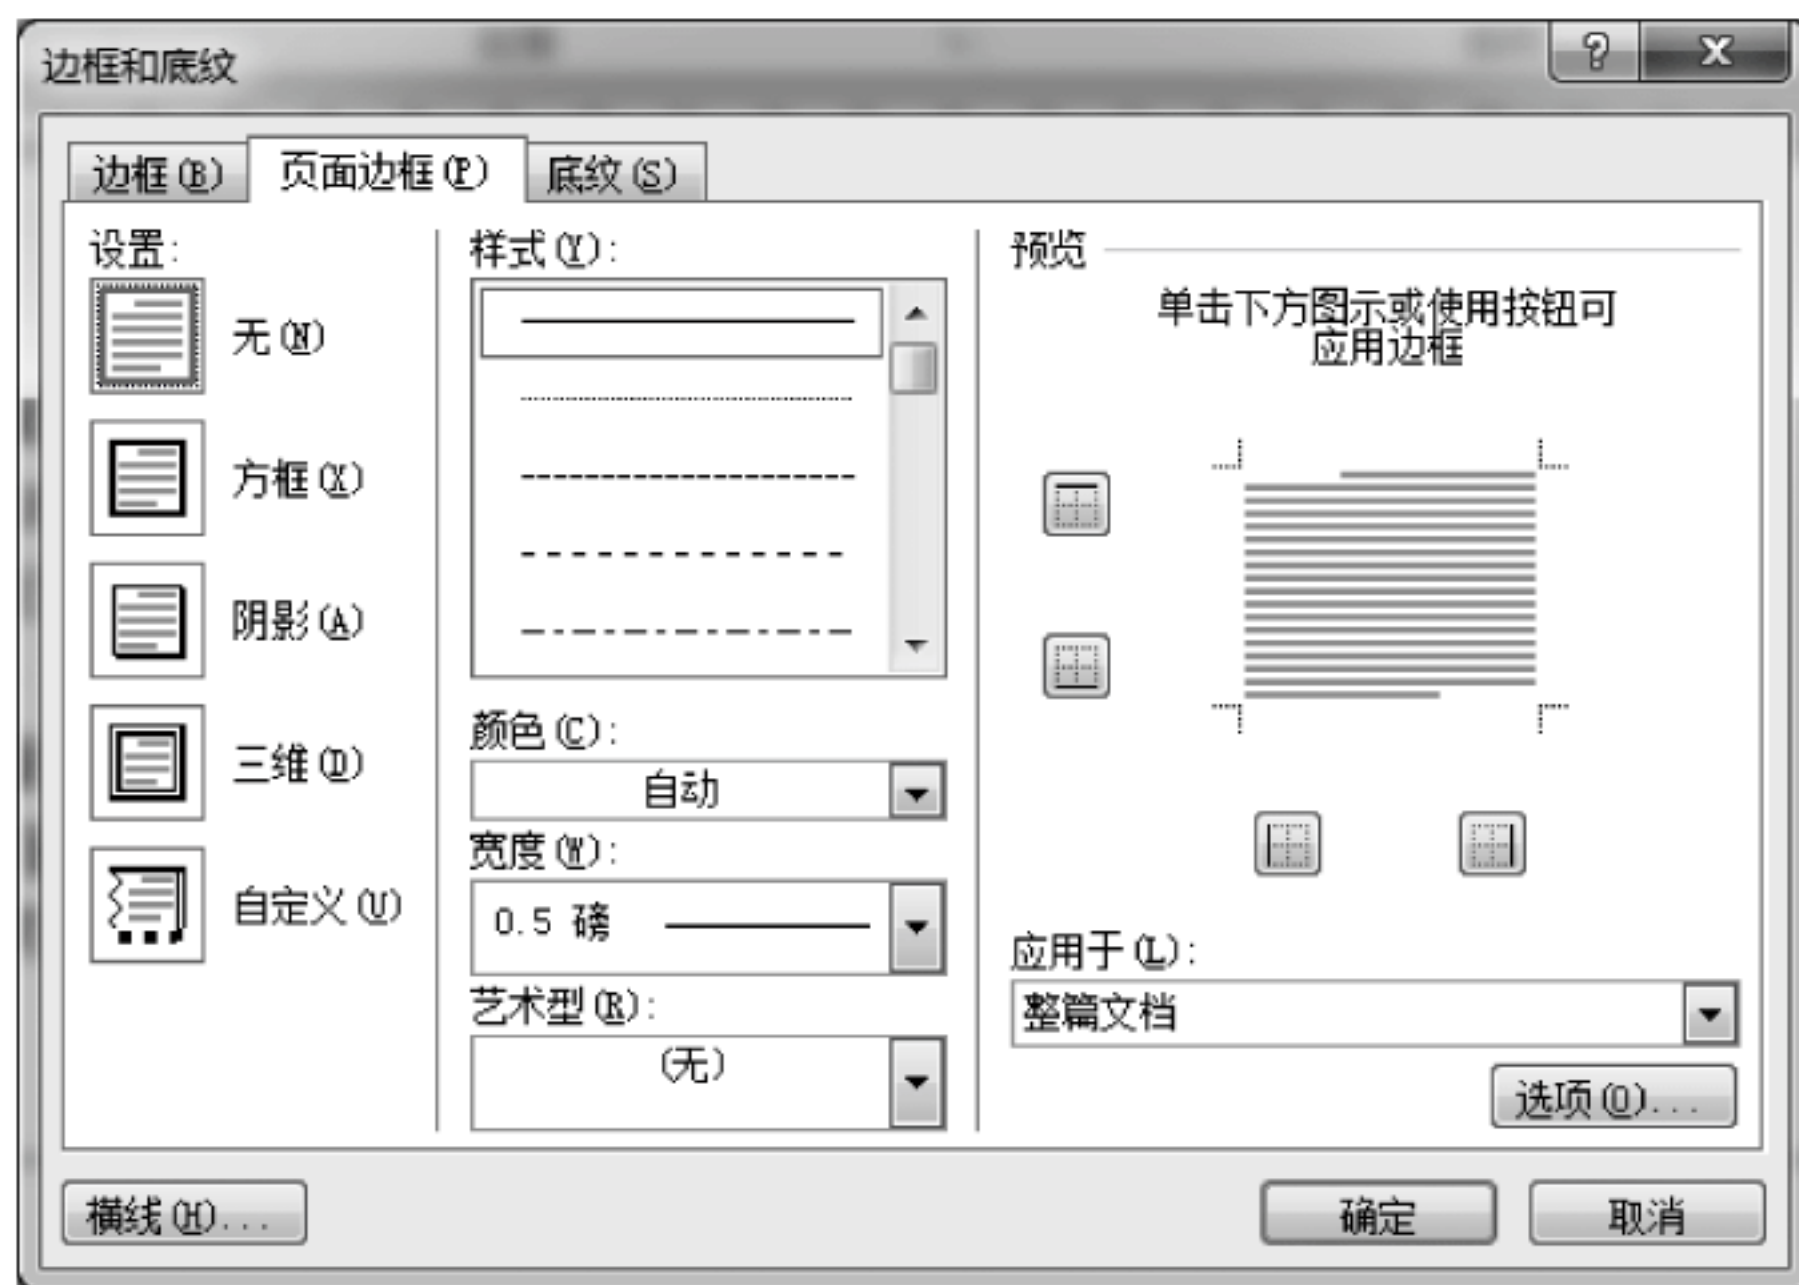 边框和底纹
边框(B) 页面边框(P) 底纹(S)
设置:
无(N)
方框(X)
阴影(A)
三维(D)
自定义(U)
样式(Y):
颜色(C):
自动
宽度(W):
0.5 磅
艺术型(R):
(无)
预览
单击下方图示或使用按钮可
应用边框
应用于(L):
整篇文档
选项(O)...
横线(H)...
确定
取消